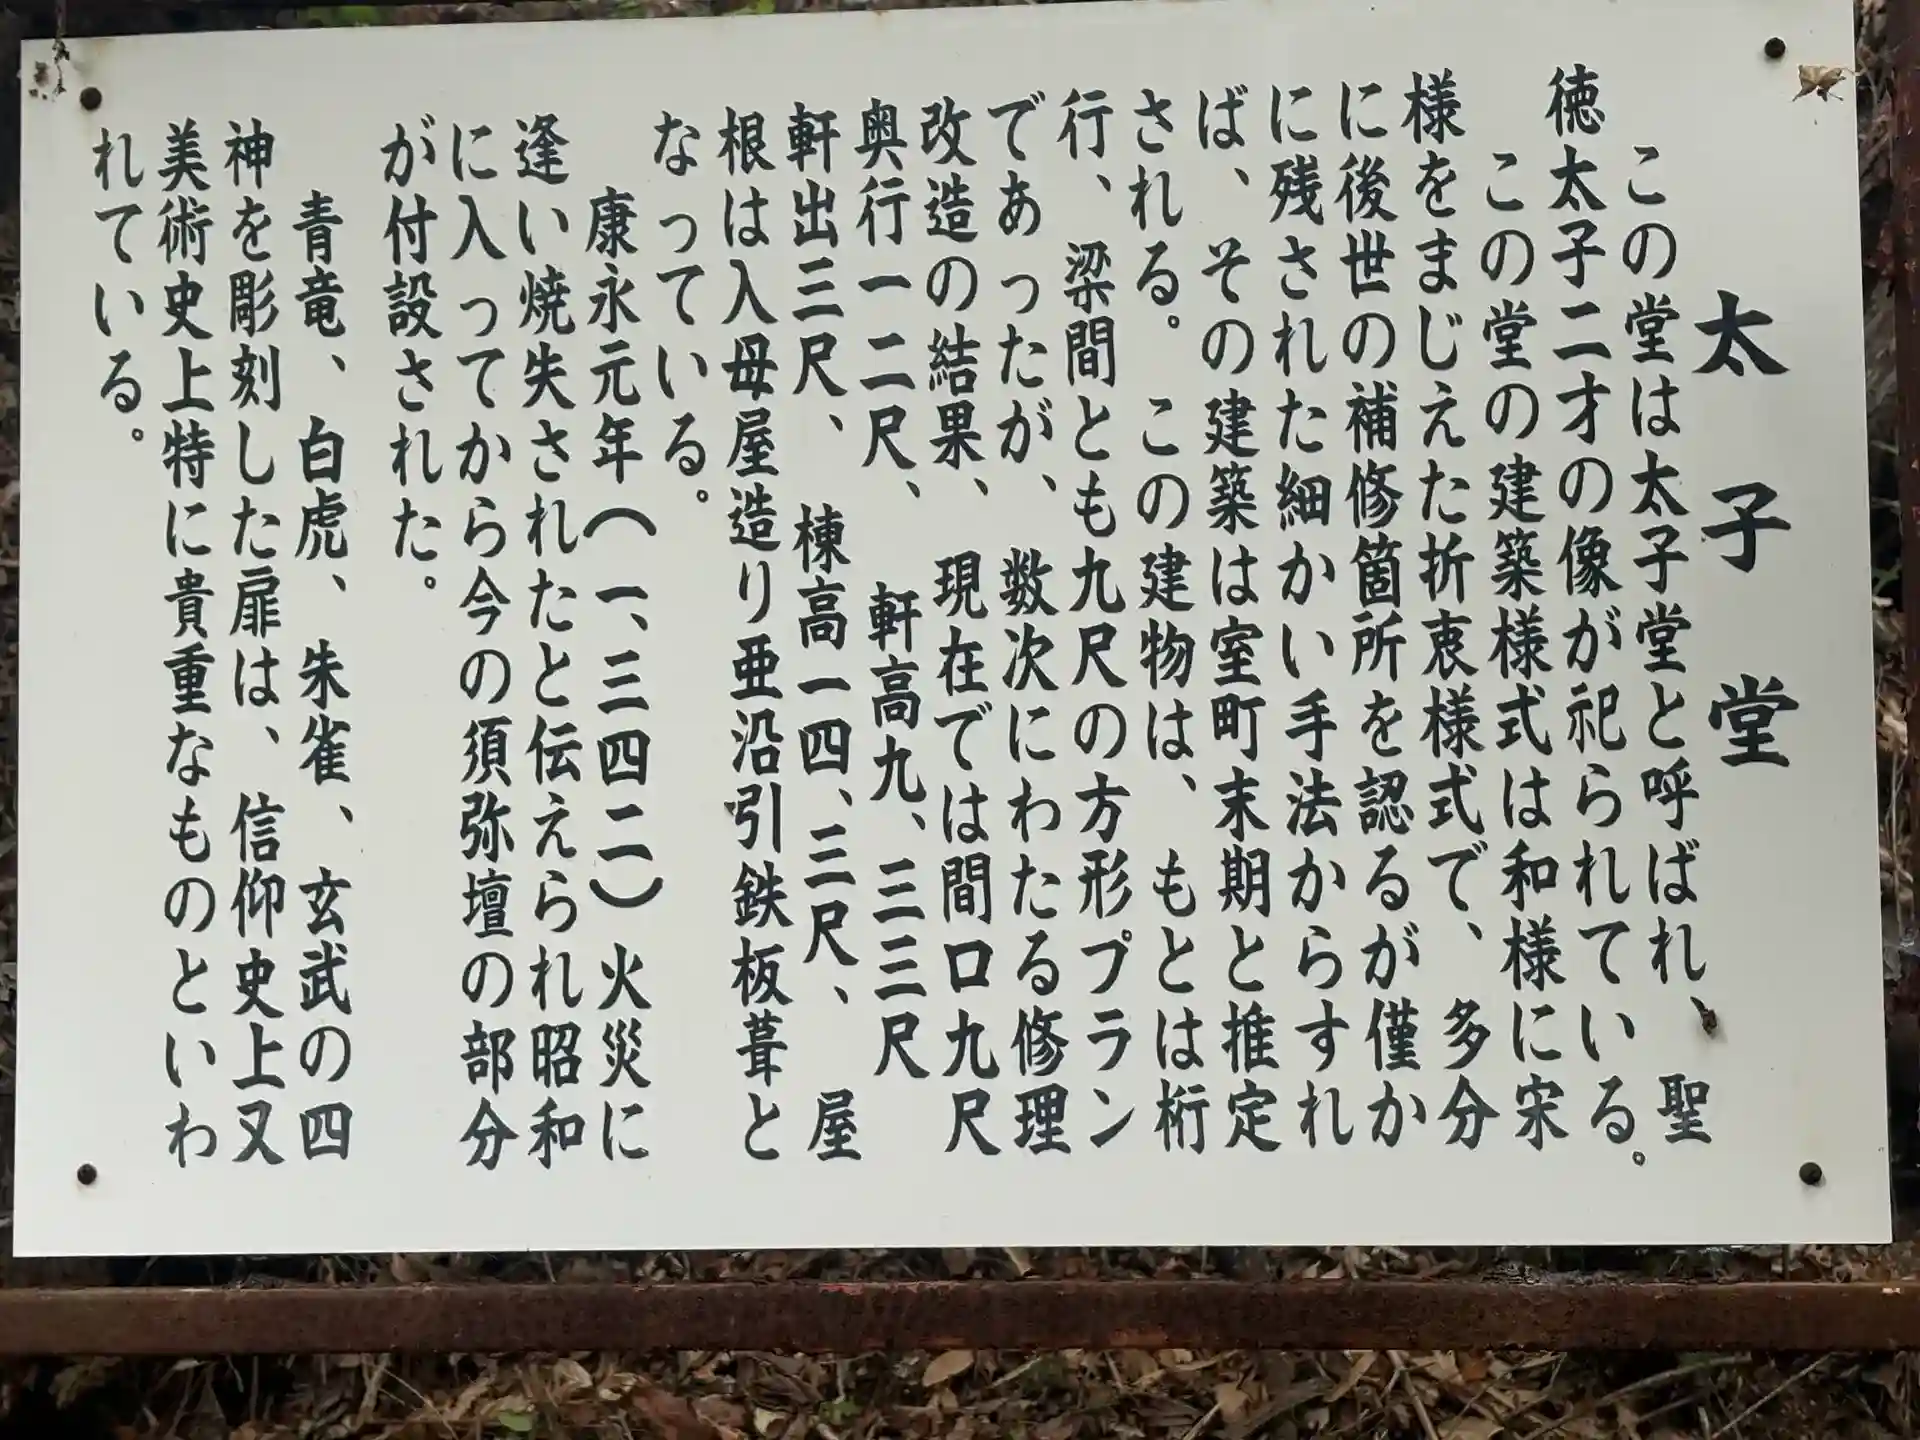 太子堂
この堂は太子堂と呼ばれ、聖
徳太子二才の像が祀られている。
この堂の建築様式は和様に宋
様をまじえた折衷様式で、多分
に後世の補修箇所を認るが僅か
に残された細かい手法からすれ
ば、その建築は室町末期と推定
される。この建物は、もとは桁
行、梁間とも九尺の方形プラン
であったが、数次にわたる修理
改造の結果、現在では間口九尺
奥行一二尺、軒高九、三三尺
軒出三尺、棟高一四、三尺、屋
根は入母屋造り亜沿引鉄板葺と
なっている。
康永元年(一、三四二)火災に
逢い焼失されたと伝えられ昭和
に入ってから今の須弥壇の部分
が付設された。
青竜、白虎、朱雀、玄武の四
神を彫刻した扉は、信仰史上又
美術史上特に貴重なものといわ
れている。